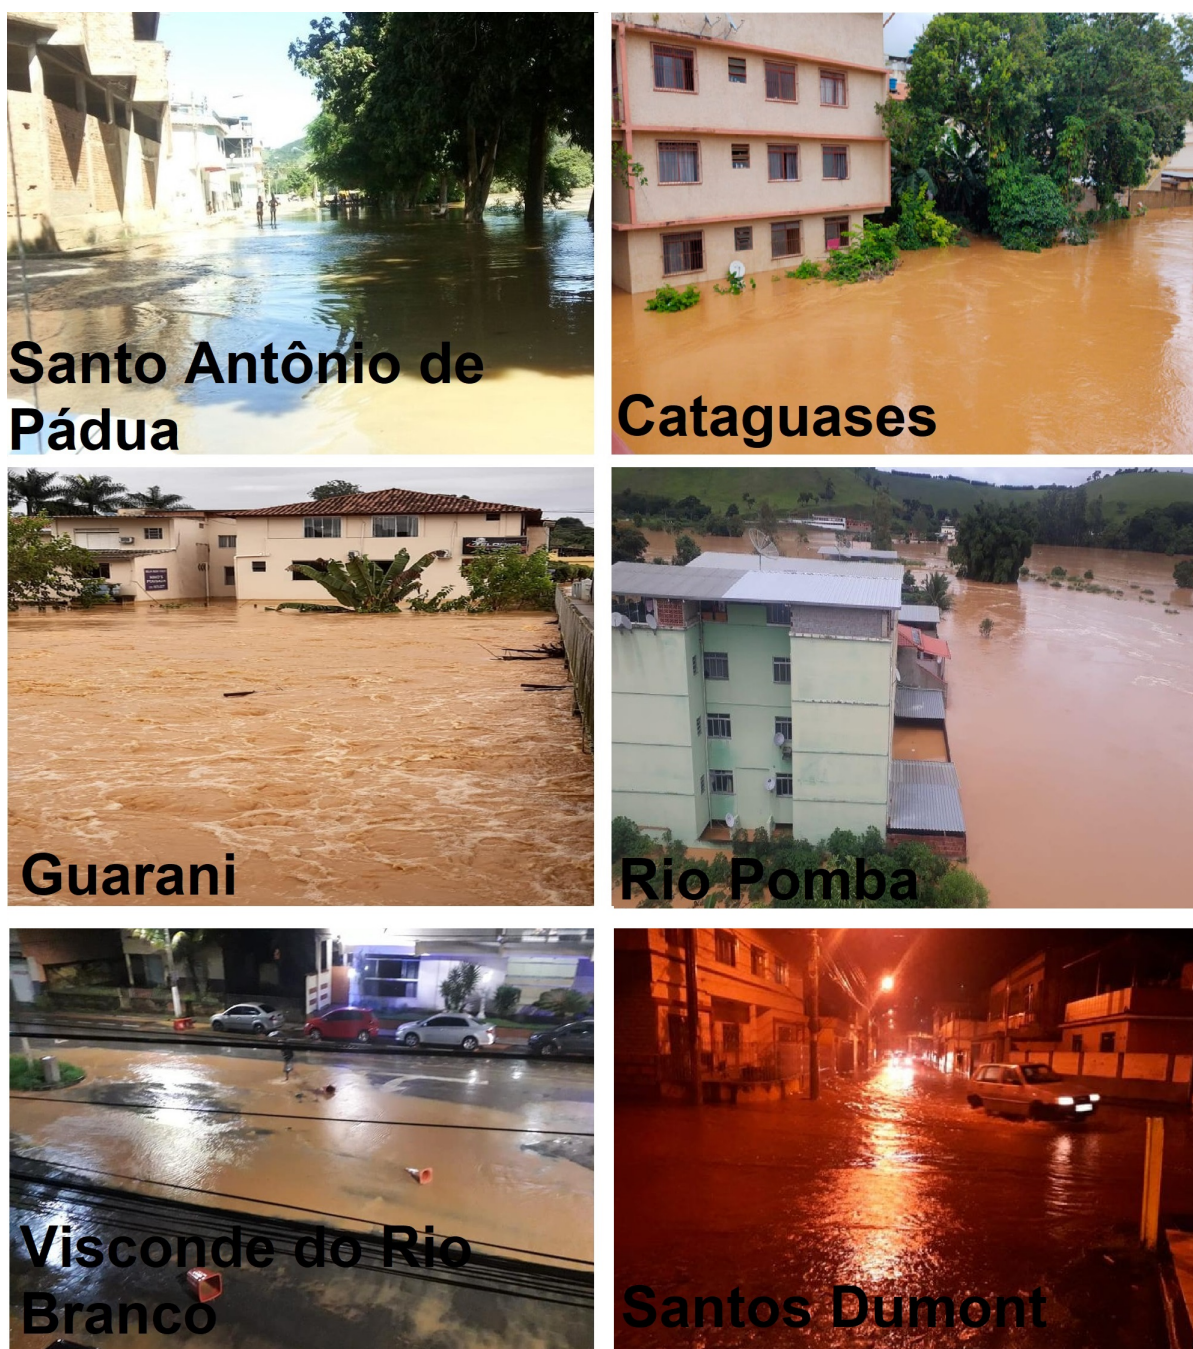 Santo Antônio de
Pádua
Cataguases
Guarani
Rio Pomba
Visconde do Rio
Branco
Santos Dumont